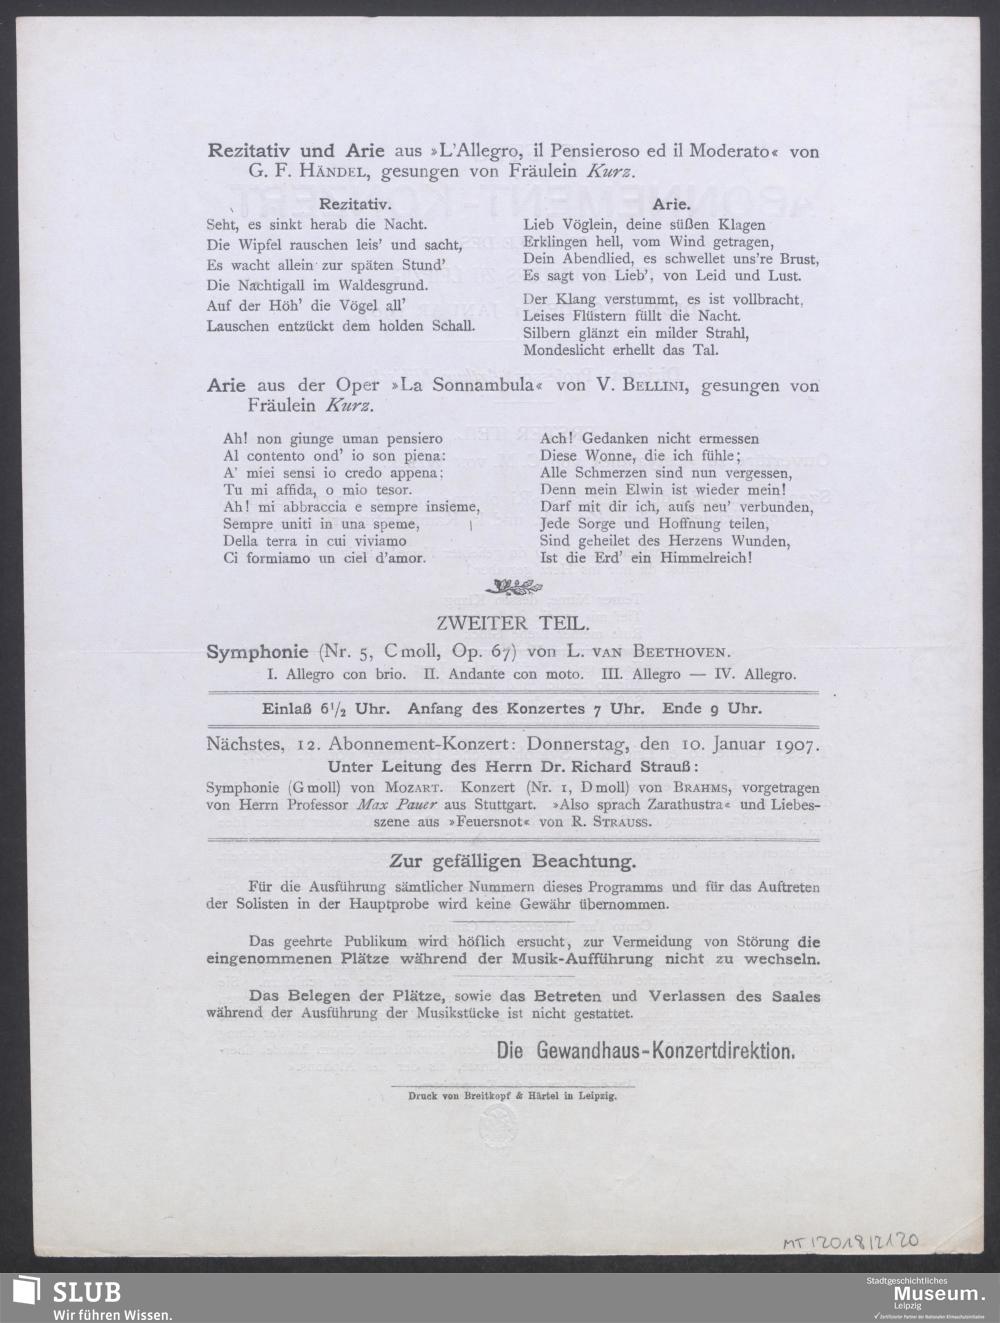 Rezitativ und Arie aus »L'Allegro, il Pensieroso ed il Moderato« von
G. F. HÄNDEL, gesungen von Fräulein Kurz.
Rezitativ.
Seht, es sinkt herab die Nacht.
Die Wipfel rauschen leis' und sacht,
Es wacht allein zur späten Stund'
Die Nachtigall im Waldesgrund.
Auf der Höh' die Vögel all'
Lauschen entzückt dem holden Schall.
Arie.
Lieb Vöglein, deine süßen Klagen
Erklingen hell, vom Wind getragen,
Dein Abendlied, es schwellet uns're Brust,
Es sagt von Lieb', von Leid und Lust.
Der Klang verstummt, es ist vollbracht,
Leises Flüstern füllt die Nacht.
Silbern glänzt ein milder Strahl,
Mondeslicht erhellt das Tal.
Arie aus der Oper »La Sonnambula« von V. BELLINI, gesungen von
Fräulein Kurz.
Ah! non giunge uman pensiero
Al contento ond' io son piena:
A' miei sensi io credo appena;
Tu mi affida, o mio tesor.
Ah! mi abbraccia e sempre insieme,
Sempre uniti in una speme,
Della terra in cui viviamo
Ci formiamo un ciel d'amor.
Ach! Gedanken nicht ermessen
Diese Wonne, die ich fühle;
Alle Schmerzen sind nun vergessen,
Denn mein Elwin ist wieder mein!
Darf mit dir ich, aufs neu' verbunden,
Jede Sorge und Hoffnung teilen,
Sind geheilet des Herzens Wunden,
Ist die Erd' ein Himmelreich!
ZWEITER TEIL.
Symphonie (Nr. 5, C moll, Op. 67) von L. VAN BEETHOVEN.
I. Allegro con brio. II. Andante con moto. III. Allegro — IV. Allegro.
Einlaß 6½ Uhr. Anfang des Konzertes 7 Uhr. Ende 9 Uhr.
Nächstes, 12. Abonnement-Konzert: Donnerstag, den 10. Januar 1907.
Unter Leitung des Herrn Dr. Richard Strauß:
Symphonie (G moll) von MOZART. Konzert (Nr. 1, D moll) von BRAHMS, vorgetragen
von Herrn Professor Max Pauer aus Stuttgart. »Also sprach Zarathustra« und Liebes-
szene aus »Feuersnot« von R. STRAUSS.
Zur gefälligen Beachtung.
Für die Ausführung sämtlicher Nummern dieses Programms und für das Auftreten
der Solisten in der Hauptprobe wird keine Gewähr übernommen.
Das geehrte Publikum wird höflich ersucht, zur Vermeidung von Störung die
eingenommenen Plätze während der Musik-Aufführung nicht zu wechseln.
Das Belegen der Plätze, sowie das Betreten und Verlassen des Saales
während der Ausführung der Musikstücke ist nicht gestattet.
Die Gewandhaus-Konzertdirektion.
Druck von Breitkopf & Härtel in Leipzig.
MT/2018/2120
SLUB
Wir führen Wissen.
Stadtgeschichtliches
Museum.
Leipzig
Zertifizierter Partner der Nationalen Klimaschutzinitiative